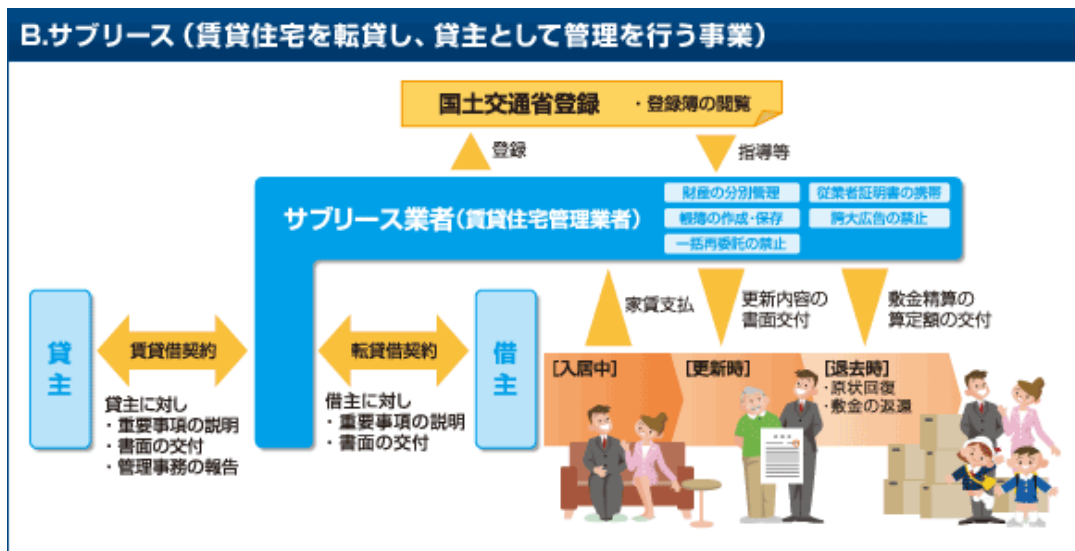 B.サブリース（賃貸住宅を転貸し、貸主として管理を行う事業）
国土交通省登録 ・登録簿の閲覧
登録
指導等
サブリース業者（賃貸住宅管理業者）
財産の分別管理
従業者証明書の携帯
帳簿の作成・保存
誇大広告の禁止
一括再委託の禁止
貸主
賃貸借契約
貸主に対し
・重要事項の説明
・書面の交付
・管理事務の報告
転貸借契約
借主に対し
・重要事項の説明
・書面の交付
借主
家賃支払
更新内容の
書面交付
敷金精算の
算定額の交付
［入居中］
［更新時］
［退去時］
・原状回復
・敷金の返還